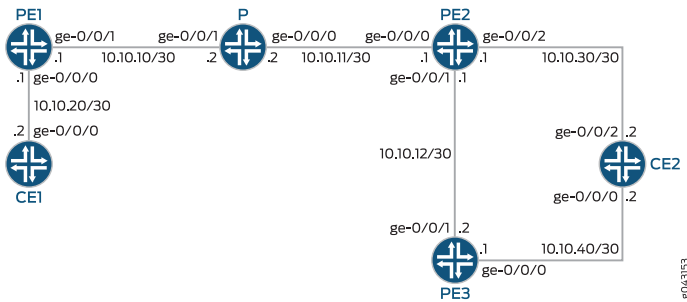 PE1 P PE2
ge-0/0/1 ge-0/0/1 ge-0/0/0 ge-0/0/0 ge-0/0/2
.1 10.10.10/30 .2 .2 10.10.11/30 .1 .1 10.10.30/30
.1 ge-0/0/0 ge-0/0/1 .1
10.10.20/30
.2 ge-0/0/0 ge-0/0/2 .2
10.10.12/30
CE2
CE1 ge-0/0/0 .2
ge-0/0/1 .2
.1 10.10.40/30
ge-0/0/0
PE3
g043153